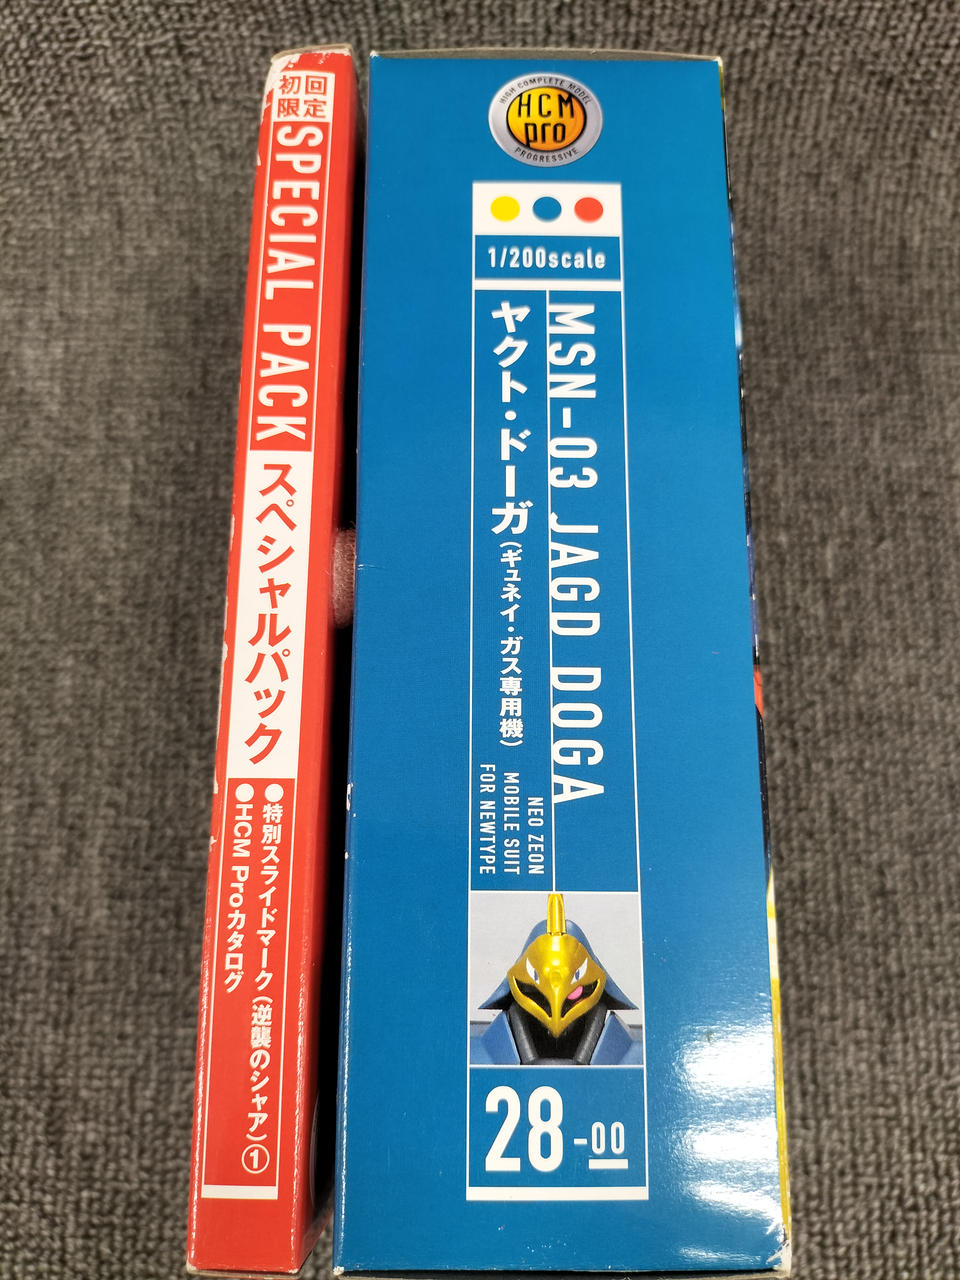 初回
限定
SPECIAL PACK
スペシャルパック
●特別スライドマーク(逆襲のシャア)①
●HCM Proカタログ
HIGH COMPLETE MODEL
HCM
pro
PROGRESSIVE
1/200scale
MSN-03 JAGD DOGA
ヤクト・ドーガ(ギュネイ・ガス専用機)
NEO ZEON
MOBILE SUIT
FOR NEWTYPE
28-00